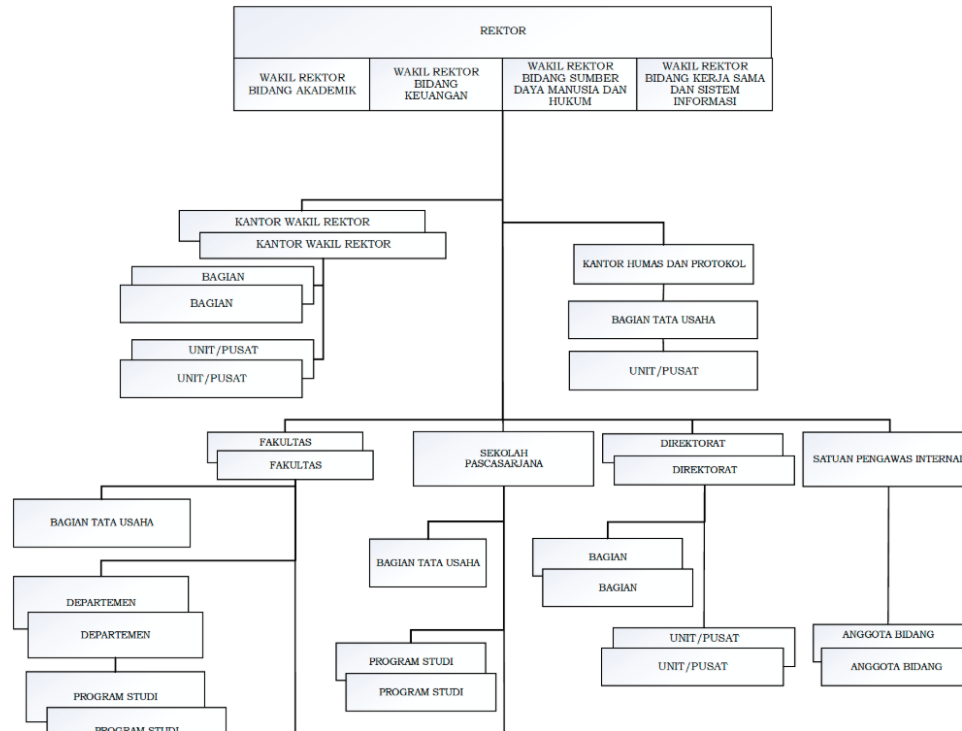 REKTOR
WAKIL REKTOR
BIDANG AKADEMIK
WAKIL REKTOR
BIDANG
KEUANGAN
WAKIL REKTOR
BIDANG SUMBER
DAYA MANUSIA DAN
HUKUM
WAKIL REKTOR
BIDANG KERJA SAMA
DAN SISTEM
INFORMASI
KANTOR WAKIL REKTOR
KANTOR WAKIL REKTOR
BAGIAN
BAGIAN
UNIT/PUSAT
UNIT/PUSAT
KANTOR HUMAS DAN PROTOKOL
BAGIAN TATA USAHA
UNIT/PUSAT
FAKULTAS
FAKULTAS
BAGIAN TATA USAHA
DEPARTEMEN
DEPARTEMEN
PROGRAM STUDI
PROGRAM STUDI
SEKOLAH
PASCASARJANA
BAGIAN TATA USAHA
PROGRAM STUDI
PROGRAM STUDI
DIREKTORAT
DIREKTORAT
BAGIAN
BAGIAN
UNIT/PUSAT
UNIT/PUSAT
SATUAN PENGAWAS INTERNAL
ANGGOTA BIDANG
ANGGOTA BIDANG